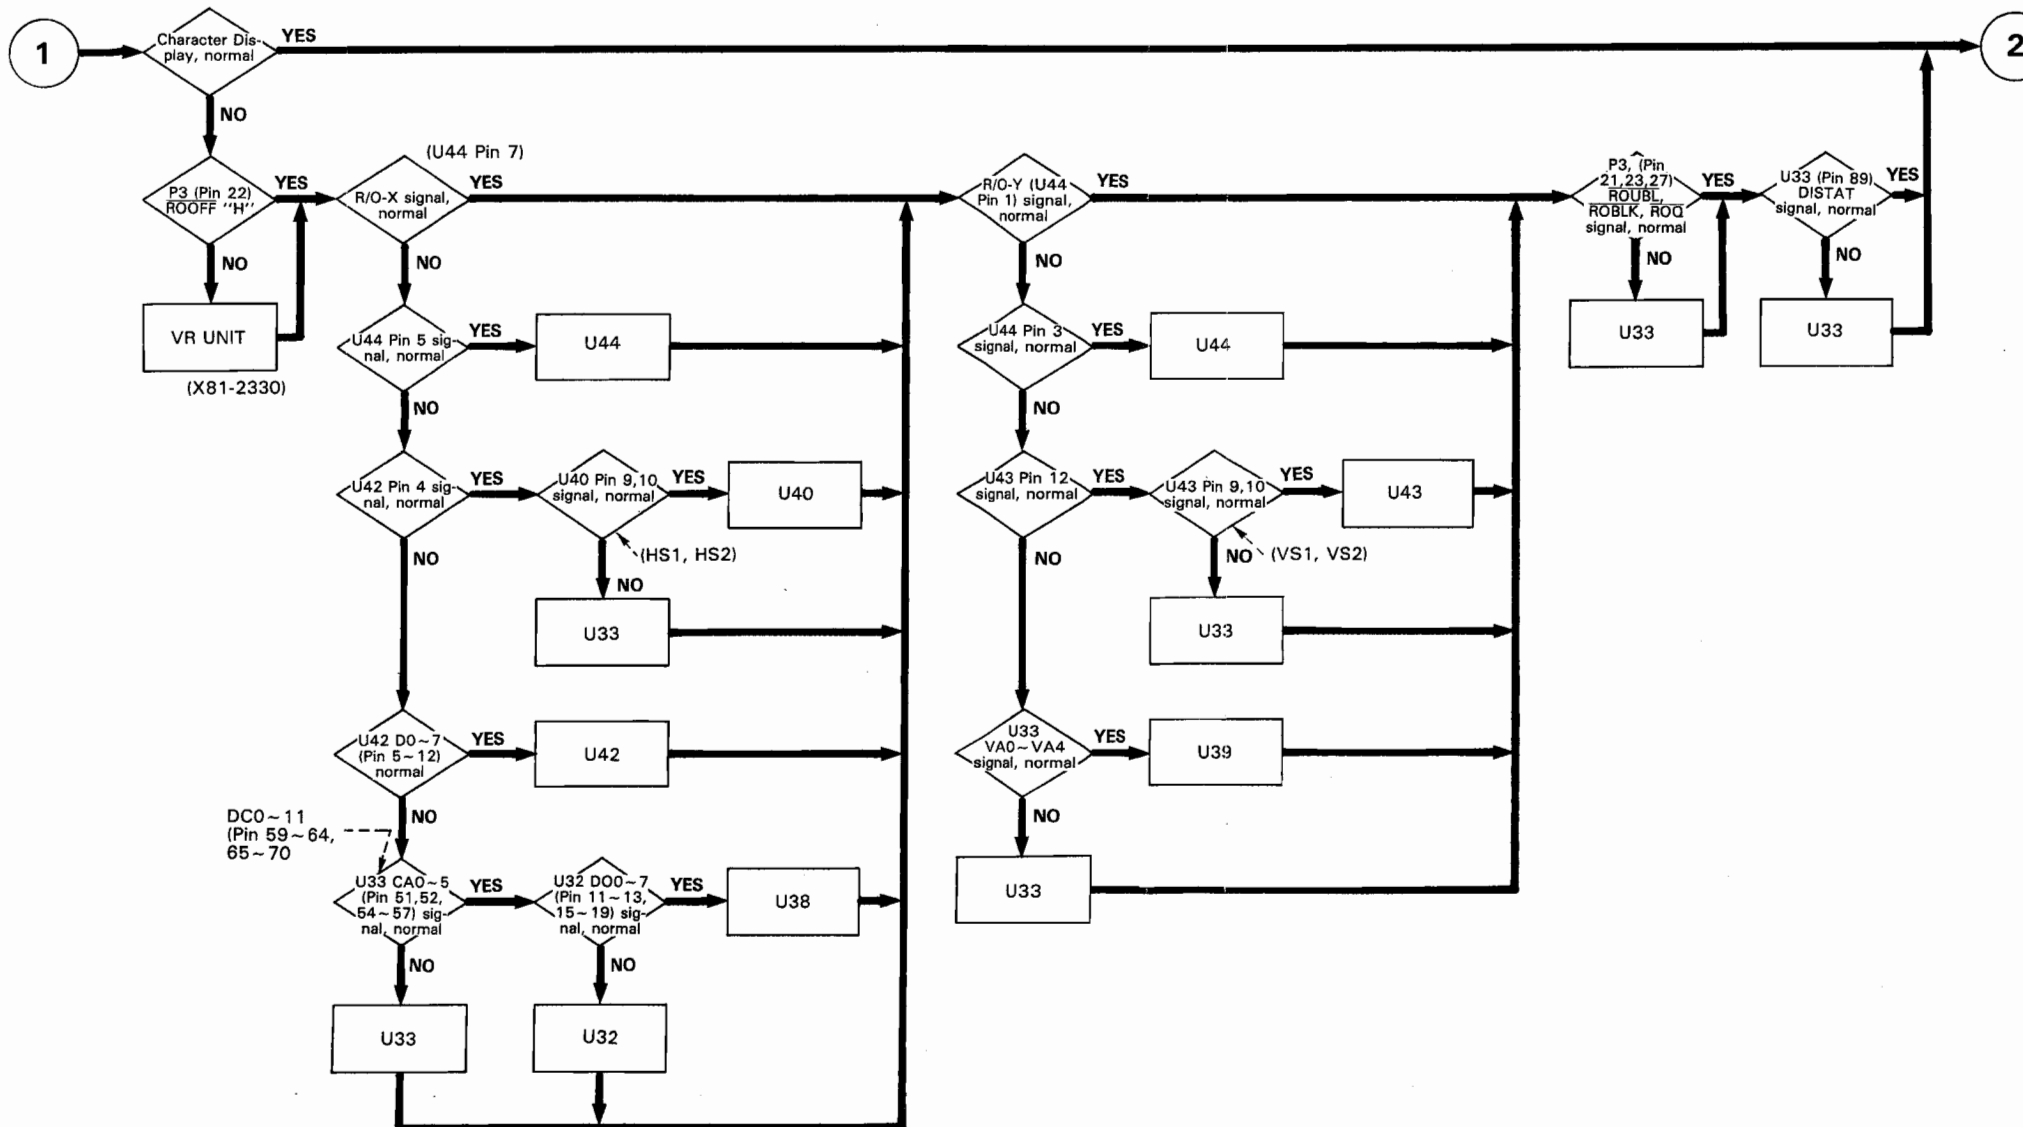 1
Character Dis-
play, normal
YES
2
NO
P3 (Pin 22)
ROOFF "H"
YES
NO
VR UNIT
(X81-2330)
(U44 Pin 7)
R/O-X signal,
normal
YES
NO
U44 Pin 5 sig-
nal, normal
YES
U44
NO
U42 Pin 4 sig-
nal, normal
YES
U40 Pin 9,10
signal, normal
YES
U40
(HS1, HS2)
NO
NO
U33
U42 D0~7
(Pin 5~12)
normal
YES
U42
NO
DC0~11
(Pin 59~64,
65~70
U33 CA0~5
(Pin 51,52,
54~57) sig-
nal, normal
YES
U32 DO0~7
(Pin 11~13,
15~19) sig-
nal, normal
YES
U38
NO
NO
U33
U32
R/O-Y (U44
Pin 1) signal,
normal
YES
NO
U44 Pin 3
signal, normal
YES
U44
NO
U43 Pin 12
signal, normal
YES
U43 Pin 9,10
signal, normal
YES
U43
NO
NO
(VS1, VS2)
U33
U33
VA0~VA4
signal, normal
YES
U39
NO
U33
P3, (Pin
21,23,27)
ROUBL,
ROBLK, ROQ
signal, normal
YES
NO
U33
U33 (Pin 89)
DISTAT
signal, normal
YES
NO
U33